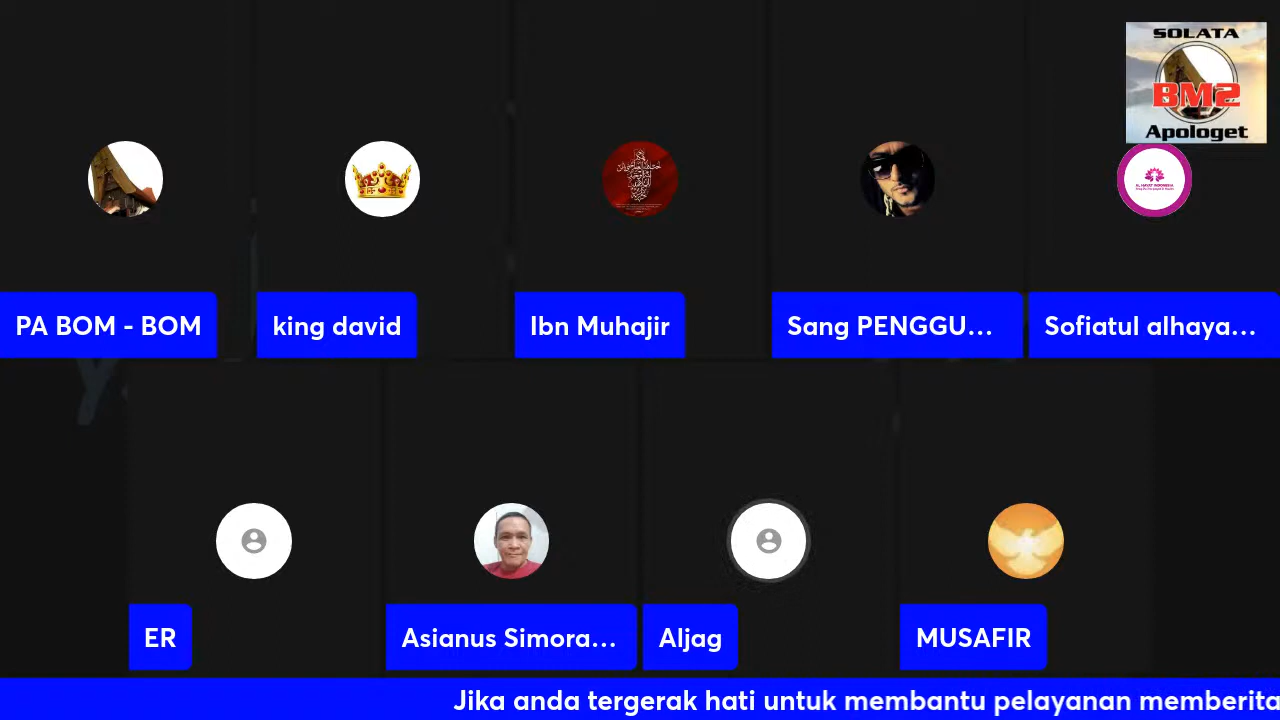 SOLATA
BM2
Apologet
PA BOM - BOM
king david
Ibn Muhajir
Sang PENGGU...
Sofiatul alhaya...
ER
Asianus Simora...
Aljag
MUSAFIR
Jika anda tergerak hati untuk membantu pelayanan memberita